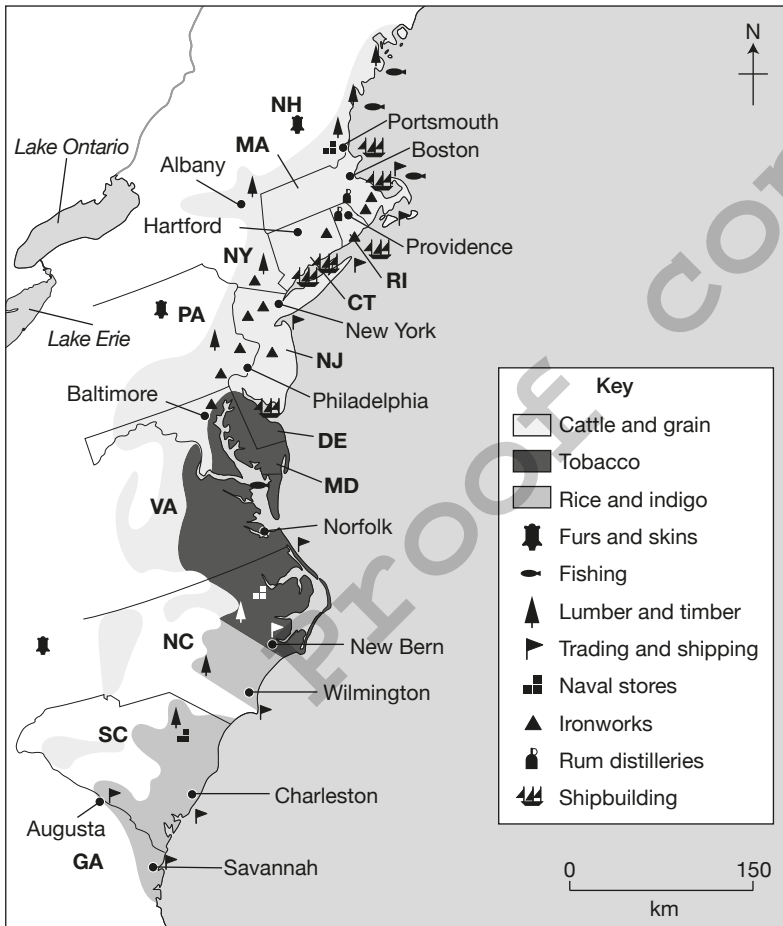 N
NH
Portsmouth
Lake Ontario
MA
Boston
Albany
Hartford
Providence
NY
RI
CT
PA
New York
Lake Erie
NJ
Baltimore
Philadelphia
DE
MD
VA
Norfolk
NC
New Bern
Wilmington
SC
Charleston
Augusta
GA
Savannah
Key
Cattle and grain
Tobacco
Rice and indigo
Furs and skins
Fishing
Lumber and timber
Trading and shipping
Naval stores
Ironworks
Rum distilleries
Shipbuilding
0 150
km
Proof co